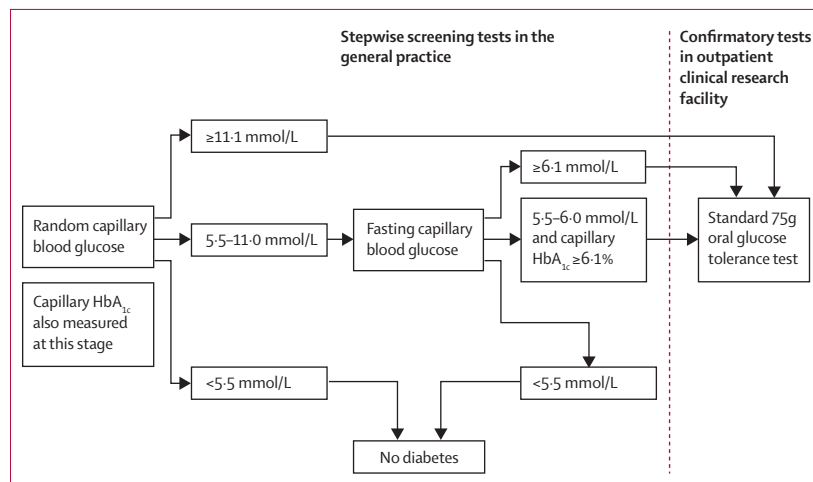 Stepwise screening tests in the
general practice
Confirmatory tests
in outpatient
clinical research
facility
≥11·1 mmol/L
≥6·1 mmol/L
Random capillary
blood glucose
5·5–11·0 mmol/L
Fasting capillary
blood glucose
5·5–6·0 mmol/L
and capillary
HbA1c ≥6·1%
Standard 75g
oral glucose
tolerance test
Capillary HbA1c
also measured
at this stage
<5·5 mmol/L
<5·5 mmol/L
No diabetes